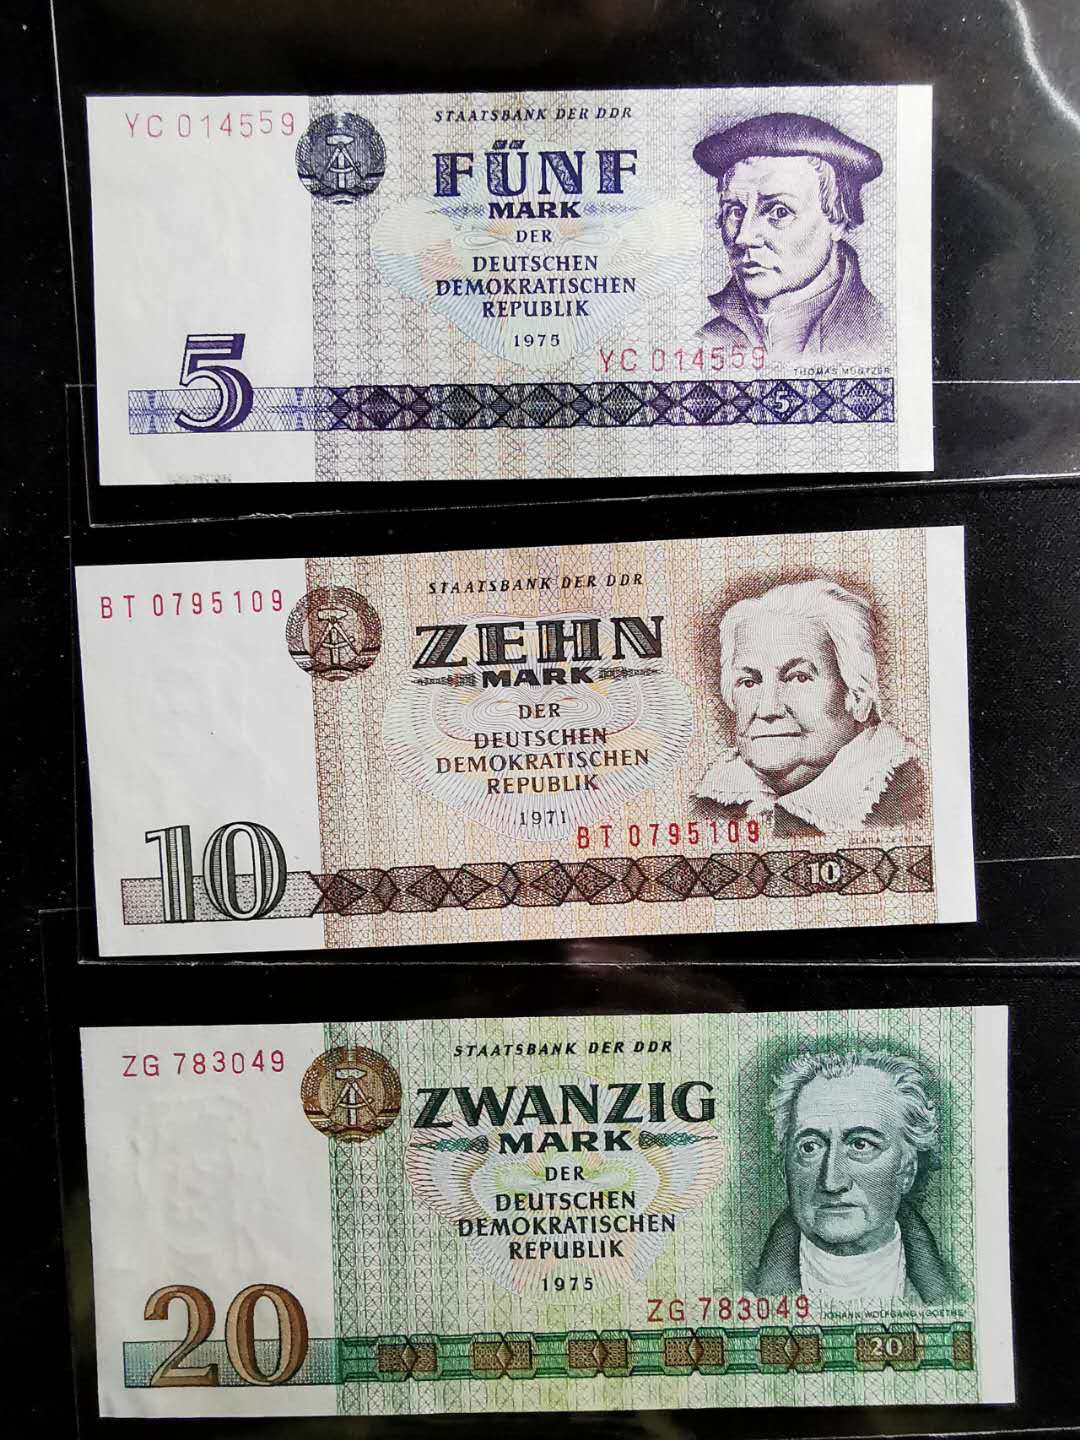 YC 014559
STAATSBANK DER DDR
FÜNF
MARK
DER
DEUTSCHEN
DEMOKRATISCHEN
REPUBLIK
1975
YC 014559
THOMAS MÜNTZER
5
5
BT 0795109
STAATSBANK DER DDR
ZEHN
MARK
DER
DEUTSCHEN
DEMOKRATISCHEN
REPUBLIK
1971
BT 0795109
CLARA ZETKIN
10
10
ZG 783049
STAATSBANK DER DDR
ZWANZIG
MARK
DER
DEUTSCHEN
DEMOKRATISCHEN
REPUBLIK
1975
ZG 783049
JOHANN WOLFGANG v. GOETHE
20
20